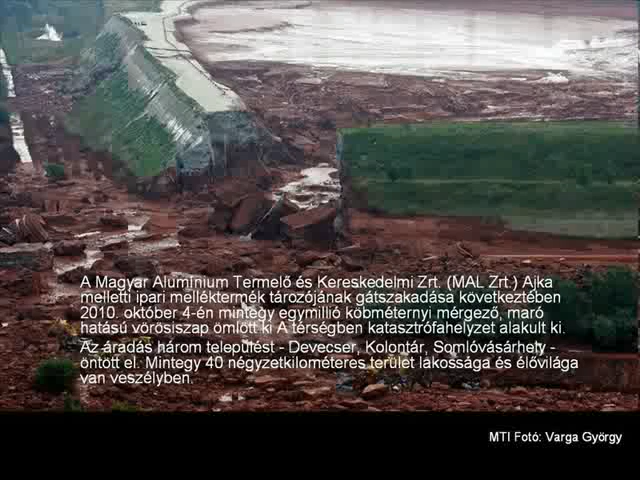 A Magyar Alumínium Termelő és Kereskedelmi Zrt. (MAL Zrt.) Ajka
melletti ipari melléktermék tározójának gátszakadása következtében
2010. október 4-én mintegy egymillió köbméternyi mérgező, maró
hatású vörösiszap ömlött ki A térségben katasztrófahelyzet alakult ki.
Az áradás három települést - Devecser, Kolontár, Somlóvásárhely -
öntött el. Mintegy 40 négyzetkilométeres terület lakossága és élővilága
van veszélyben.
MTI Fotó: Varga György